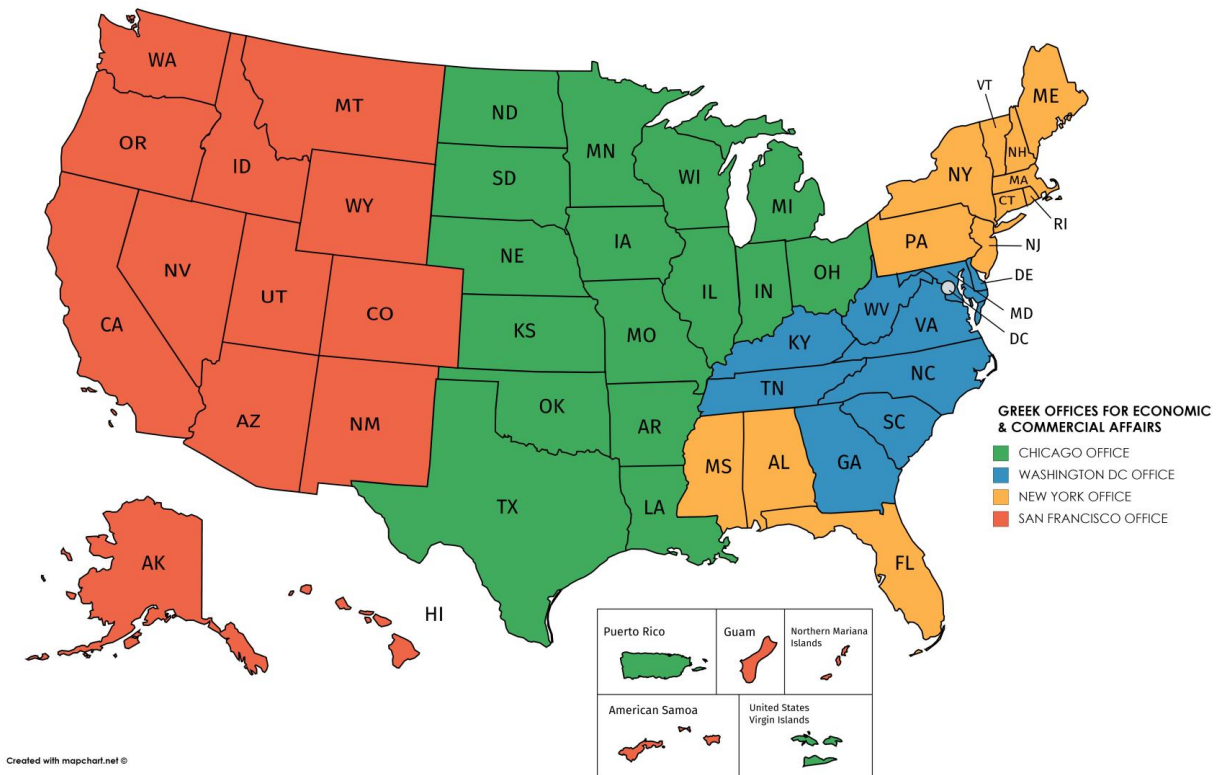 WA
MT
ND
MN
VT
ME
OR
ID
SD
WI
NH
NY
MI
MA
WY
CT
RI
IA
PA
NJ
NE
NV
OH
DE
UT
IL
IN
CO
WV
MD
CA
KS
MO
VA
DC
KY
NC
TN
OK
AZ
NM
AR
SC
MS
AL
GA
TX
LA
FL
AK
HI
GREEK OFFICES FOR ECONOMIC
& COMMERCIAL AFFAIRS
CHICAGO OFFICE
WASHINGTON DC OFFICE
NEW YORK OFFICE
SAN FRANCISCO OFFICE
Puerto Rico
Guam
Northern Mariana
Islands
American Samoa
United States
Virgin Islands
Created with mapchart.net ©